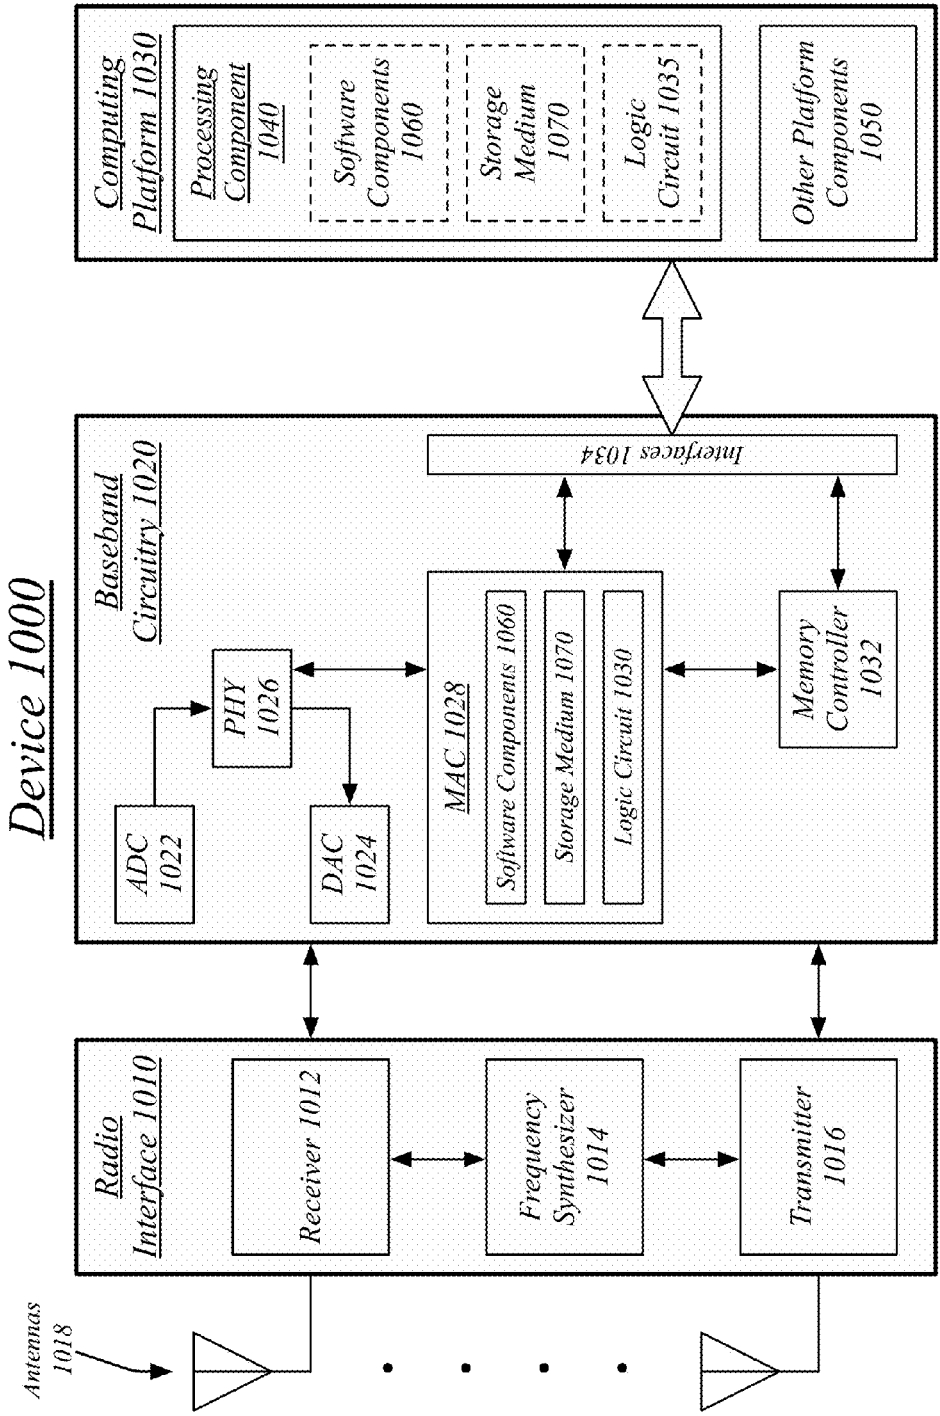 Device 1000
Antennas
1018
Radio
Interface 1010
Receiver 1012
Frequency
Synthesizer
1014
Transmitter
1016
Baseband
Circuitry 1020
ADC
1022
PHY
1026
DAC
1024
MAC 1028
Software Components 1060
Storage Medium 1070
Logic Circuit 1030
Memory
Controller
1032
Interfaces 1034
Computing
Platform 1030
Processing
Component
1040
Software
Components
1060
Storage
Medium
1070
Logic
Circuit 1035
Other Platform
Components
1050